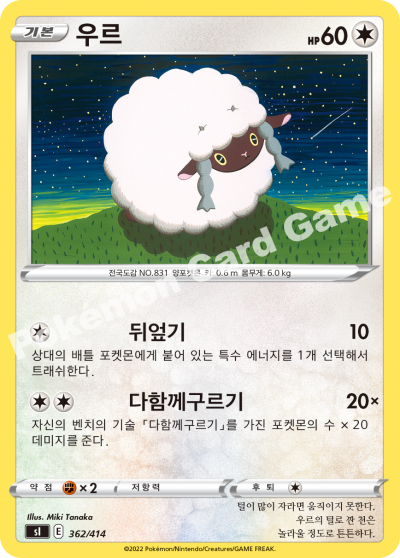 기본 우르 HP 60
Pokémon Card Game
전국도감 NO.831 양포켓몬 키: 0.6 m 몸무게: 6.0 kg
뒤엎기 10
상대의 배틀 포켓몬에게 붙어 있는 특수 에너지를 1개 선택해서
트래쉬한다.
다함께구르기 20×
자신의 벤치의 기술 「다함께구르기」를 가진 포켓몬의 수 ×20
데미지를 준다.
약점 ×2 저항력 후퇴
Illus. Miki Tanaka
sI E 362/414
털이 많이 자라면 움직이지 못한다.
우르의 털로 짠 천은
놀라울 정도로 튼튼하다.
©2022 Pokémon/Nintendo/Creatures/GAME FREAK.